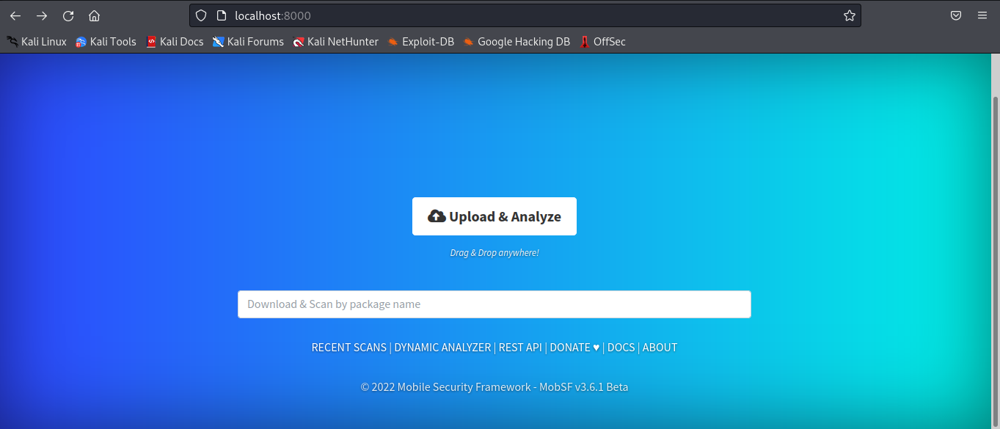 localhost:8000
Kali Linux Kali Tools Kali Docs Kali Forums Kali NetHunter Exploit-DB Google Hacking DB OffSec
Upload & Analyze
Drag & Drop anywhere!
Download & Scan by package name
RECENT SCANS | DYNAMIC ANALYZER | REST API | DONATE ♥ | DOCS | ABOUT
© 2022 Mobile Security Framework - MobSF v3.6.1 Beta